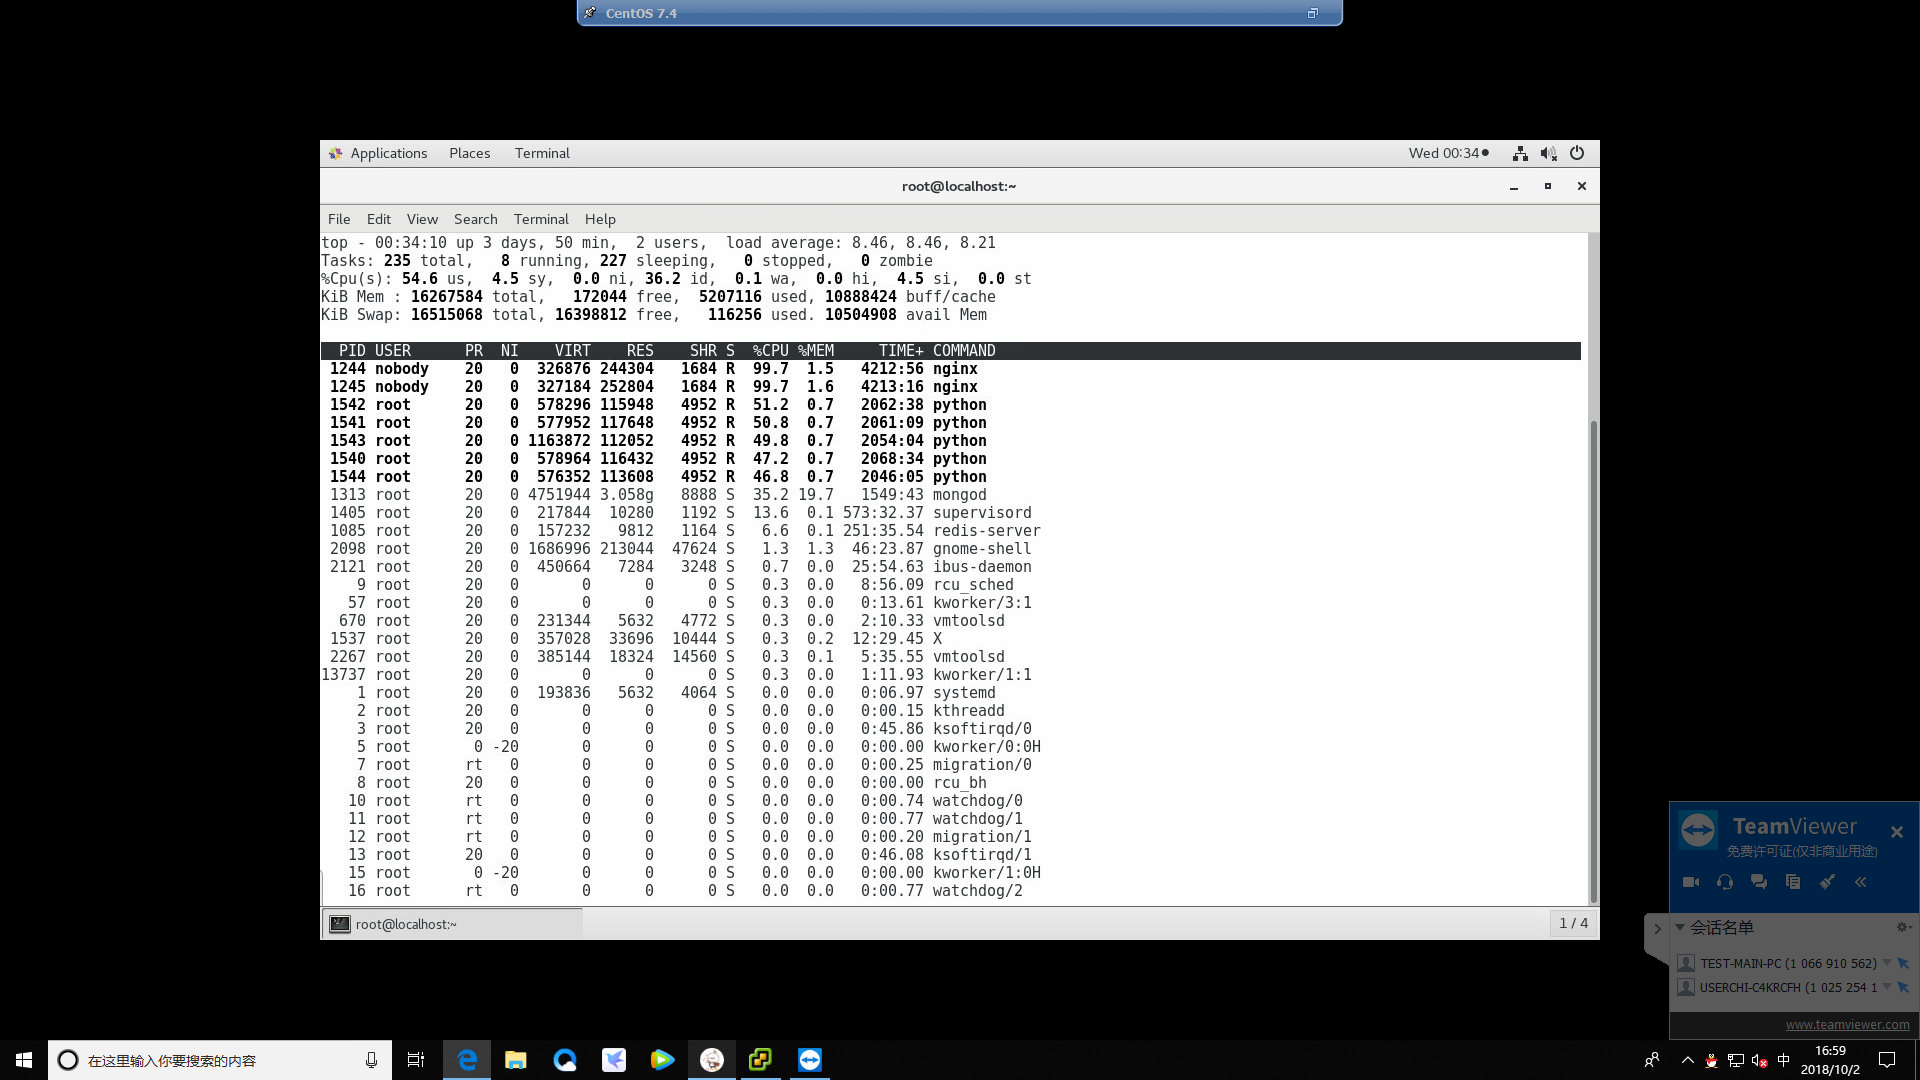 CentOS 7.4
Applications Places Terminal Wed 00:34
root@localhost:~
File Edit View Search Terminal Help
top - 00:34:10 up 3 days, 50 min,  2 users,  load average: 8.46, 8.46, 8.21
Tasks: 235 total,   8 running, 227 sleeping,   0 stopped,   0 zombie
%Cpu(s): 54.6 us,  4.5 sy,  0.0 ni, 36.2 id,  0.1 wa,  0.0 hi,  4.5 si,  0.0 st
KiB Mem : 16267584 total,   172044 free,  5207116 used, 10888424 buff/cache
KiB Swap: 16515068 total, 16398812 free,   116256 used. 10504908 avail Mem
PID USER PR NI VIRT RES SHR S %CPU %MEM TIME+ COMMAND
1244 nobody 20 0 326876 244304 1684 R 99.7 1.5 4212:56 nginx
1245 nobody 20 0 327184 252804 1684 R 99.7 1.6 4213:16 nginx
1542 root 20 0 578296 115948 4952 R 51.2 0.7 2062:38 python
1541 root 20 0 577952 117648 4952 R 50.8 0.7 2061:09 python
1543 root 20 0 1163872 112052 4952 R 49.8 0.7 2054:04 python
1540 root 20 0 578964 116432 4952 R 47.2 0.7 2068:34 python
1544 root 20 0 576352 113608 4952 R 46.8 0.7 2046:05 python
1313 root 20 0 4751944 3.058g 8888 S 35.2 19.7 1549:43 mongod
1405 root 20 0 217844 10280 1192 S 13.6 0.1 573:32.37 supervisord
1085 root 20 0 157232 9812 1164 S 6.6 0.1 251:35.54 redis-server
2098 root 20 0 1686996 213044 47624 S 1.3 1.3 46:23.87 gnome-shell
2121 root 20 0 450664 7284 3248 S 0.7 0.0 25:54.63 ibus-daemon
9 root 20 0 0 0 0 S 0.3 0.0 8:56.09 rcu_sched
57 root 20 0 0 0 0 S 0.3 0.0 0:13.61 kworker/3:1
670 root 20 0 231344 5632 4772 S 0.3 0.0 2:10.33 vmtoolsd
1537 root 20 0 357028 33696 10444 S 0.3 0.2 12:29.45 X
2267 root 20 0 385144 18324 14560 S 0.3 0.1 5:35.55 vmtoolsd
13737 root 20 0 0 0 0 S 0.3 0.0 1:11.93 kworker/1:1
1 root 20 0 193836 5632 4064 S 0.0 0.0 0:06.97 systemd
2 root 20 0 0 0 0 S 0.0 0.0 0:00.15 kthreadd
3 root 20 0 0 0 0 S 0.0 0.0 0:45.86 ksoftirqd/0
5 root 0 -20 0 0 0 S 0.0 0.0 0:00.00 kworker/0:0H
7 root rt 0 0 0 0 S 0.0 0.0 0:00.25 migration/0
8 root 20 0 0 0 0 S 0.0 0.0 0:00.00 rcu_bh
10 root rt 0 0 0 0 S 0.0 0.0 0:00.74 watchdog/0
11 root rt 0 0 0 0 S 0.0 0.0 0:00.77 watchdog/1
12 root rt 0 0 0 0 S 0.0 0.0 0:00.20 migration/1
13 root 20 0 0 0 0 S 0.0 0.0 0:46.08 ksoftirqd/1
15 root 0 -20 0 0 0 S 0.0 0.0 0:00.00 kworker/1:0H
16 root rt 0 0 0 0 S 0.0 0.0 0:00.77 watchdog/2
root@localhost:~ 1 / 4
TeamViewer
免费许可证(仅非商业用途)
会话名单
TEST-MAIN-PC (1 066 910 562)
USERCHI-C4KRCFH (1 025 254 1
www.teamviewer.com
在这里输入你要搜索的内容
中
16:59
2018/10/2